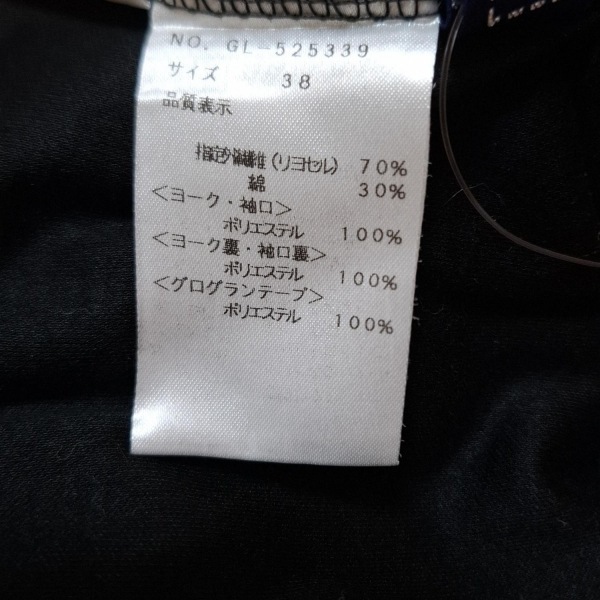 NO. GL-525339
サイズ 38
品質表示
指定外繊維(リヨセル) 70%
綿 30%
<ヨーク・袖口>
ポリエステル 100%
<ヨーク裏・袖口裏>
ポリエステル 100%
<グログランテープ>
ポリエステル 100%